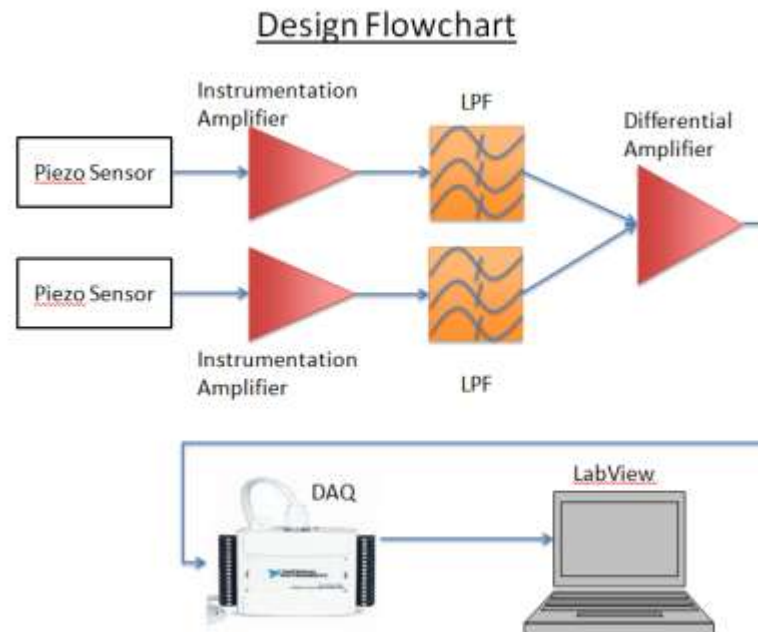 Design Flowchart
Instrumentation
Amplifier
LPF
Differential
Amplifier
Piezo Sensor
Piezo Sensor
Instrumentation
Amplifier
LPF
DAQ
LabView